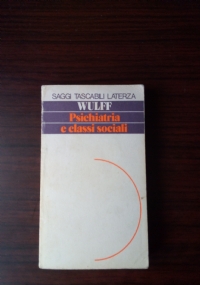 SAGGI TASCABILI LATERZA
WULFF
Psichiatria
e classi sociali